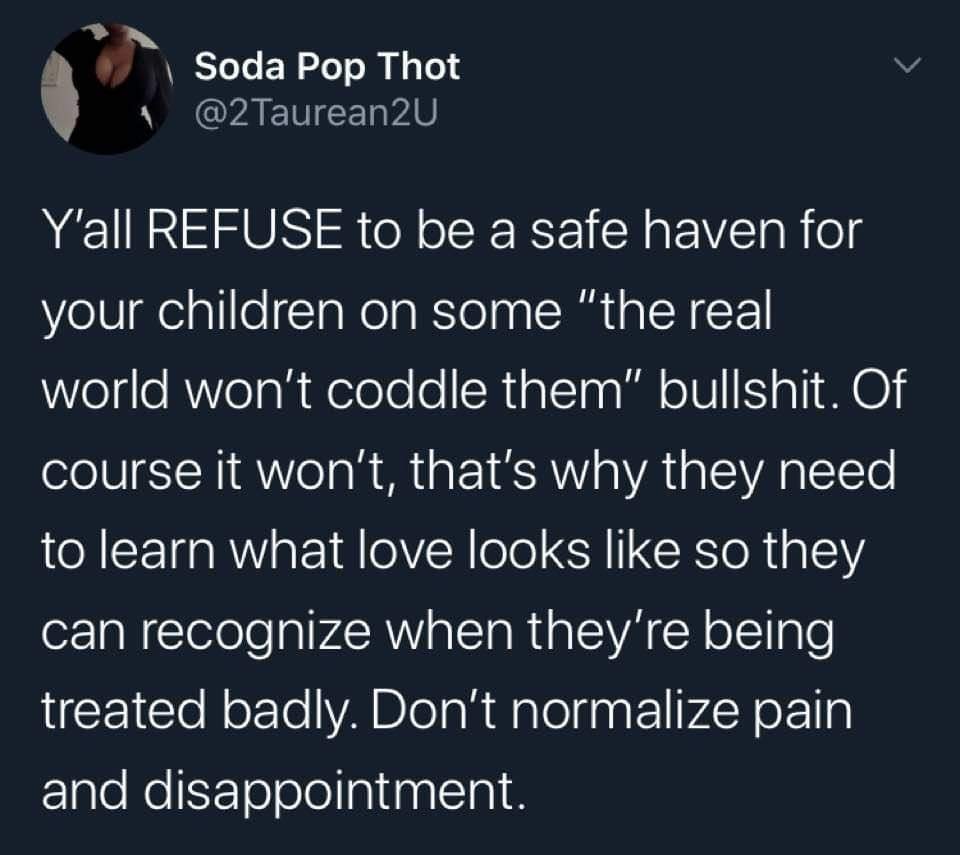 Soda Pop Thot
@2Taurean2U
Y'all REFUSE to be a safe haven for
your children on some "the real
world won't coddle them" bullshit. Of
course it won't, that's why they need
to learn what love looks like so they
can recognize when they're being
treated badly. Don't normalize pain
and disappointment.